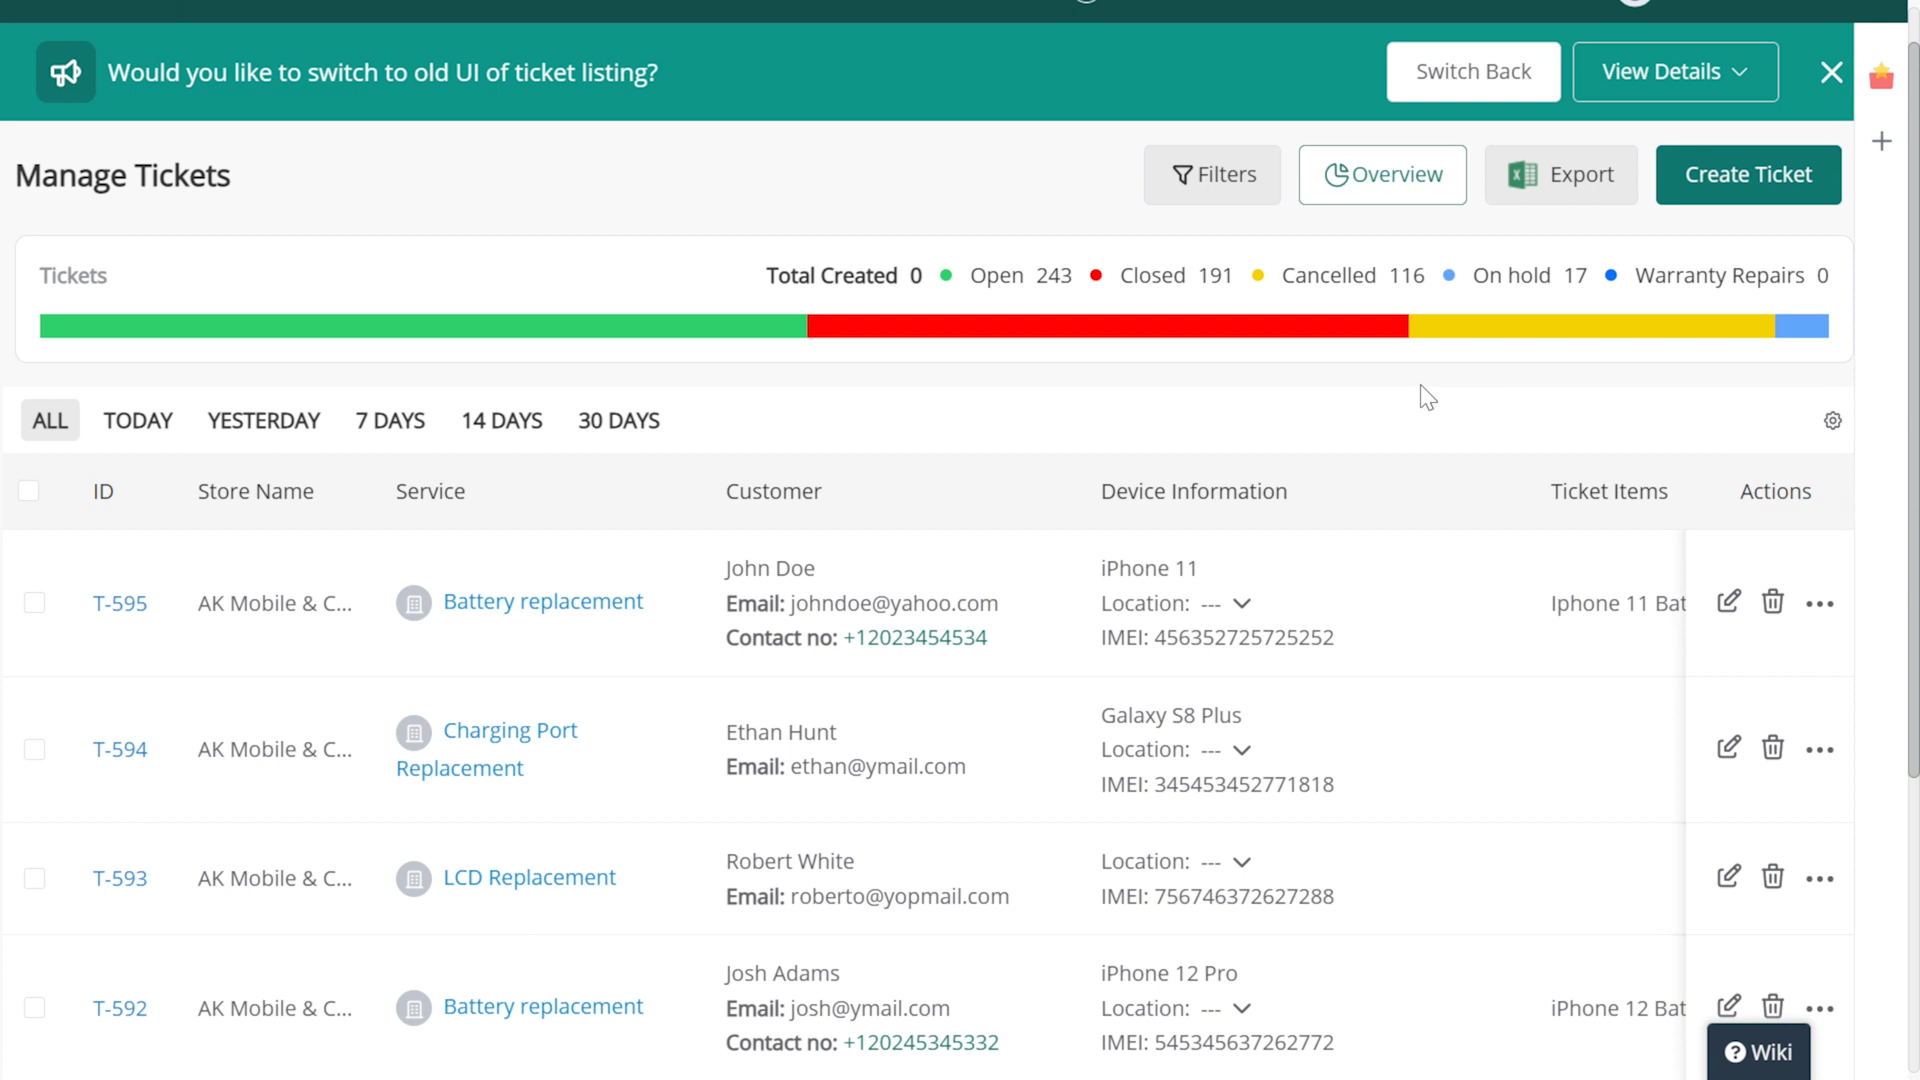 Would you like to switch to old UI of ticket listing?
Switch Back
View Details
Manage Tickets
Filters
Overview
Export
Create Ticket
Tickets
Total Created 0 Open 243 Closed 191 Cancelled 116 On hold 17 Warranty Repairs 0
ALL TODAY YESTERDAY 7 DAYS 14 DAYS 30 DAYS
ID Store Name Service Customer Device Information Ticket Items Actions
T-595
AK Mobile & C...
Battery replacement
John Doe
Email: johndoe@yahoo.com
Contact no: +12023454534
iPhone 11
Location: ---
IMEI: 456352725725252
Iphone 11 Bat
T-594
AK Mobile & C...
Charging Port
Replacement
Ethan Hunt
Email: ethan@ymail.com
Galaxy S8 Plus
Location: ---
IMEI: 345453452771818
T-593
AK Mobile & C...
LCD Replacement
Robert White
Email: roberto@yopmail.com
Location: ---
IMEI: 756746372627288
T-592
AK Mobile & C...
Battery replacement
Josh Adams
Email: josh@ymail.com
Contact no: +120245345332
iPhone 12 Pro
Location: ---
IMEI: 545345637262772
iPhone 12 Bat
Wiki